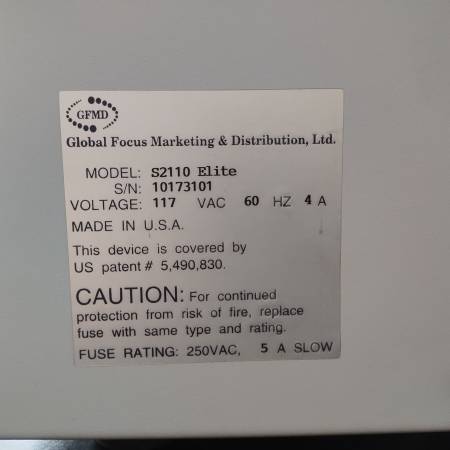 GFMD
Global Focus Marketing & Distribution, Ltd.
MODEL: S2110 Elite
S/N: 10173101
VOLTAGE: 117 VAC 60 HZ 4 A
MADE IN U.S.A.
This device is covered by
US patent# 5,490,830.
CAUTION: For continued
protection from risk of fire, replace
fuse with same type and rating.
FUSE RATING: 250VAC, 5 A SLOW